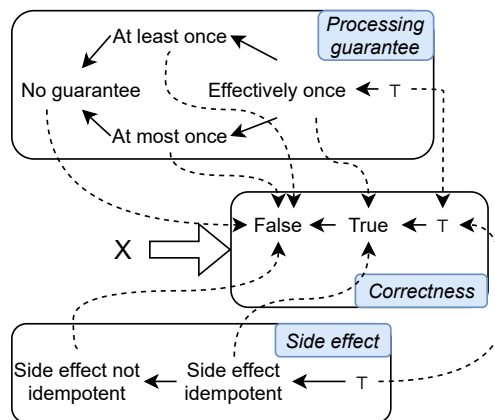 Processing
guarantee
At least once
No guarantee
Effectively once
⊤
At most once
X
False
True
⊤
Correctness
Side effect
Side effect not
idempotent
Side effect
idempotent
⊤